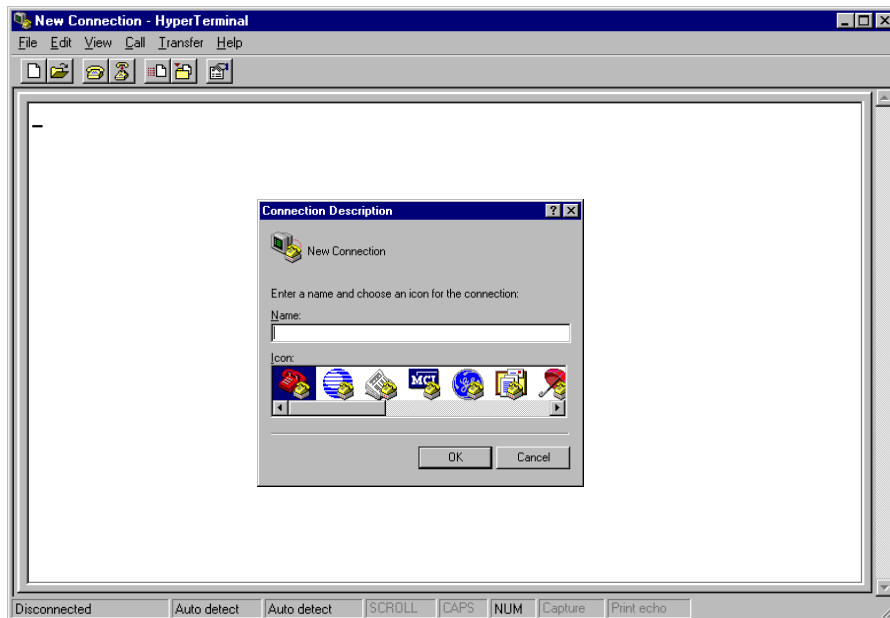 New Connection - HyperTerminal
File Edit View Call Transfer Help
Connection Description
New Connection
Enter a name and choose an icon for the connection:
Name:
Icon:
MCI
OK Cancel
Disconnected Auto detect Auto detect SCROLL CAPS NUM Capture Print echo